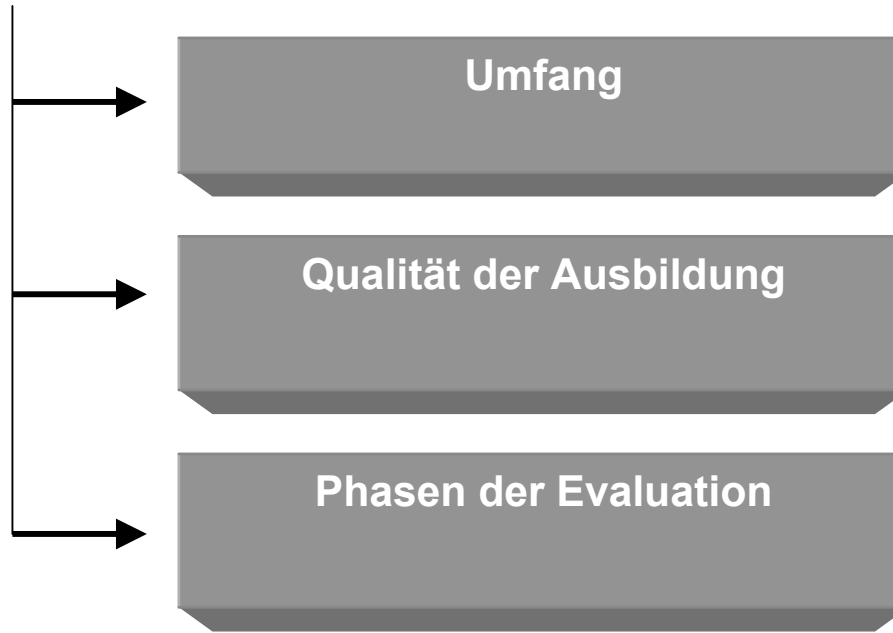 Umfang
Qualität der Ausbildung
Phasen der Evaluation